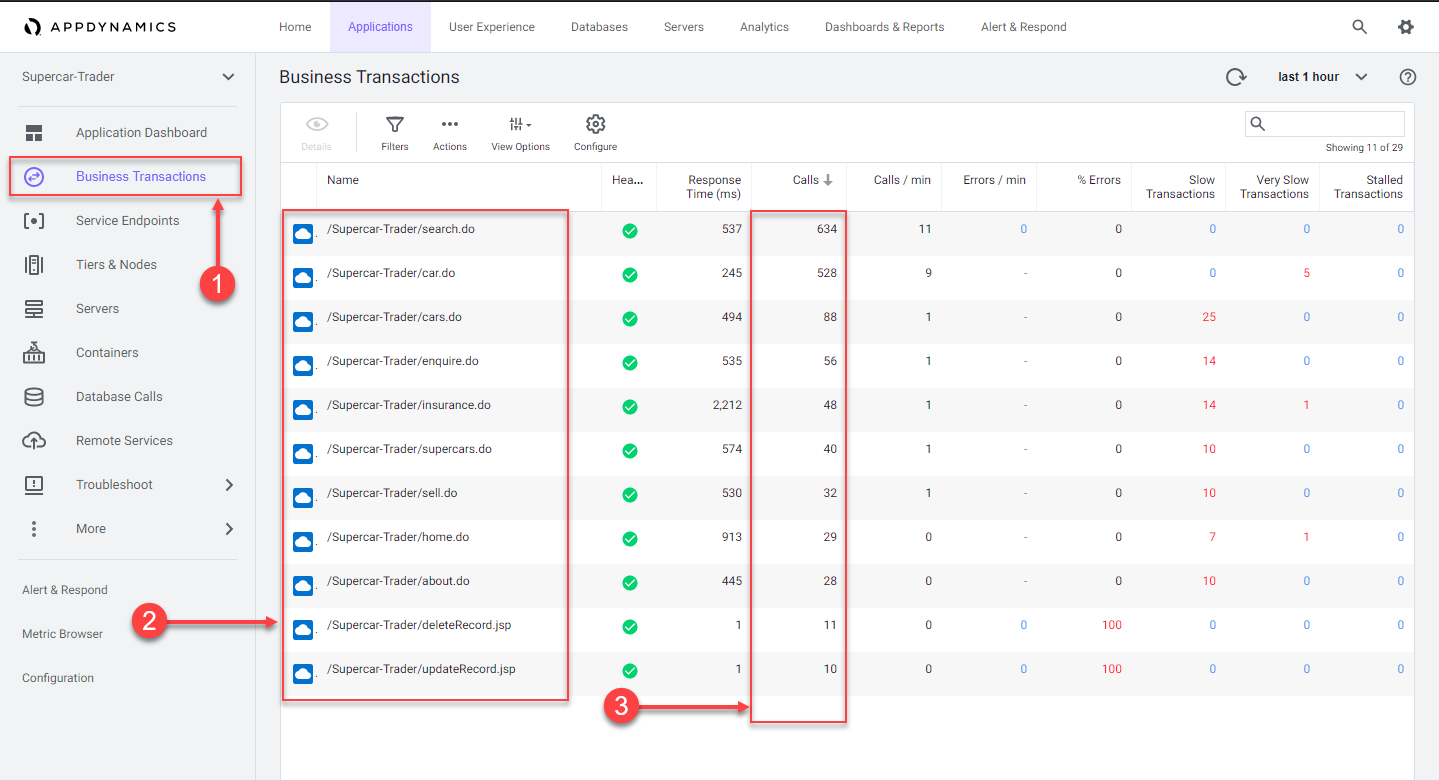 APPDYNAMICS
Home Applications User Experience Databases Servers Analytics Dashboards & Reports Alert & Respond
Supercar-Trader
Application Dashboard
Business Transactions
Service Endpoints
Tiers & Nodes
Servers
Containers
Database Calls
Remote Services
Troubleshoot
More
Alert & Respond
Metric Browser
Configuration
1
2
3
Business Transactions
last 1 hour
Details Filters Actions View Options Configure
Showing 11 of 29
Name Hea... Response Time (ms) Calls Calls / min Errors / min % Errors Slow Transactions Very Slow Transactions Stalled Transactions
/Supercar-Trader/search.do 537 634 11 0 0 0 0 0
/Supercar-Trader/car.do 245 528 9 - 0 0 5 0
/Supercar-Trader/cars.do 494 88 1 - 0 25 0 0
/Supercar-Trader/enquire.do 535 56 1 - 0 14 0 0
/Supercar-Trader/insurance.do 2,212 48 1 - 0 14 1 0
/Supercar-Trader/supercars.do 574 40 1 - 0 10 0 0
/Supercar-Trader/sell.do 530 32 1 - 0 10 0 0
/Supercar-Trader/home.do 913 29 0 - 0 7 1 0
/Supercar-Trader/about.do 445 28 0 - 0 10 0 0
/Supercar-Trader/deleteRecord.jsp 1 11 0 0 100 0 0 0
/Supercar-Trader/updateRecord.jsp 1 10 0 0 100 0 0 0